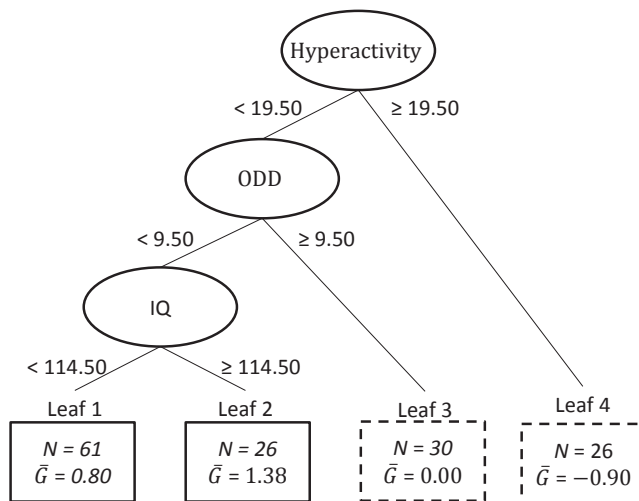 Hyperactivity
< 19.50 ≥ 19.50
ODD
< 9.50 ≥ 9.50
IQ
< 114.50 ≥ 114.50
Leaf 1 Leaf 2 Leaf 3 Leaf 4
N = 61 N = 26 N = 30 N = 26
Ḡ = 0.80 Ḡ = 1.38 Ḡ = 0.00 Ḡ = −0.90